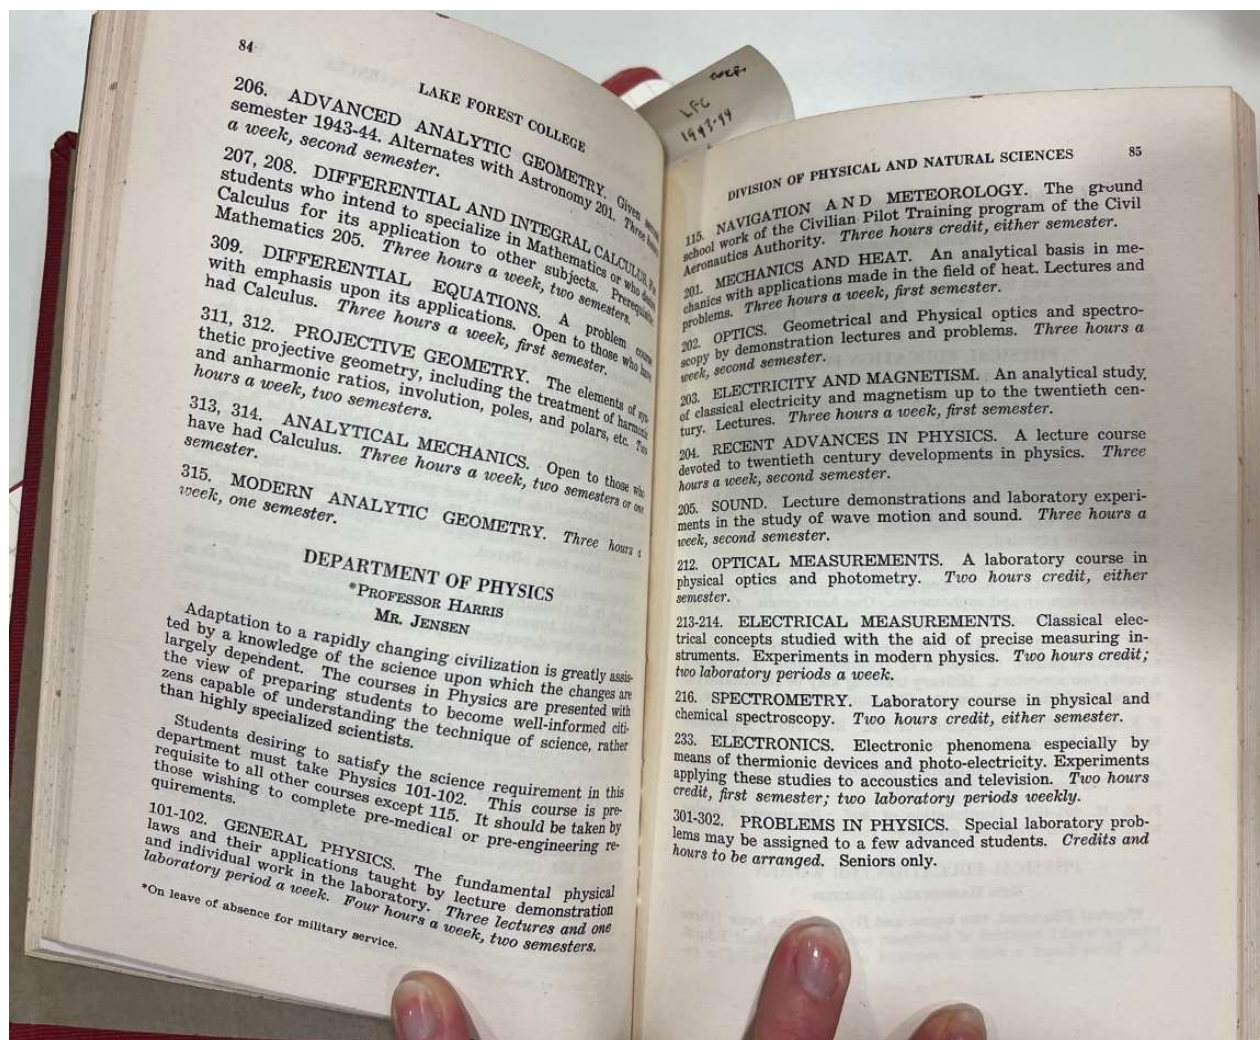 84
LAKE FOREST COLLEGE
206. ADVANCED ANALYTIC GEOMETRY. Given
semester 1943-44. Alternates with Astronomy 201. Three hours
a week, second semester.
207, 208. DIFFERENTIAL AND INTEGRAL CALCULUS. For
students who intend to specialize in Mathematics or who desire
Calculus for its application to other subjects. Prerequisite
Mathematics 205. Three hours a week, two semesters.
309. DIFFERENTIAL EQUATIONS. A problem course
with emphasis upon its applications. Open to those who have
had Calculus. Three hours a week, first semester.
311, 312. PROJECTIVE GEOMETRY. The elements of syn-
thetic projective geometry, including the treatment of harmonic
and anharmonic ratios, involution, poles, and polars, etc. Two
hours a week, two semesters.
313, 314. ANALYTICAL MECHANICS. Open to those who
have had Calculus. Three hours a week, two semesters or one
semester.
315. MODERN ANALYTIC GEOMETRY. Three hours a
week, one semester.
DEPARTMENT OF PHYSICS
*PROFESSOR HARRIS
MR. JENSEN
Adaptation to a rapidly changing civilization is greatly assis-
ted by a knowledge of the science upon which the changes are
largely dependent. The courses in Physics are presented with
the view of preparing students to become well-informed citi-
zens capable of understanding the technique of science, rather
than highly specialized scientists.
Students desiring to satisfy the science requirement in this
department must take Physics 101-102. This course is pre-
requisite to all other courses except 115. It should be taken by
those wishing to complete pre-medical or pre-engineering re-
quirements.
101-102. GENERAL PHYSICS. The fundamental physical
laws and their applications taught by lecture demonstration
and individual work in the laboratory. Three lectures and one
laboratory period a week. Four hours a week, two semesters.
*On leave of absence for military service.
LFC
1943-44
DIVISION OF PHYSICAL AND NATURAL SCIENCES 85
115. NAVIGATION AND METEOROLOGY. The ground
school work of the Civilian Pilot Training program of the Civil
Aeronautics Authority. Three hours credit, either semester.
201. MECHANICS AND HEAT. An analytical basis in me-
chanics with applications made in the field of heat. Lectures and
problems. Three hours a week, first semester.
202. OPTICS. Geometrical and Physical optics and spectro-
scopy by demonstration lectures and problems. Three hours a
week, second semester.
203. ELECTRICITY AND MAGNETISM. An analytical study
of classical electricity and magnetism up to the twentieth cen-
tury. Lectures. Three hours a week, first semester.
204. RECENT ADVANCES IN PHYSICS. A lecture course
devoted to twentieth century developments in physics. Three
hours a week, second semester.
205. SOUND. Lecture demonstrations and laboratory experi-
ments in the study of wave motion and sound. Three hours a
week, second semester.
212. OPTICAL MEASUREMENTS. A laboratory course in
physical optics and photometry. Two hours credit, either
semester.
213-214. ELECTRICAL MEASUREMENTS. Classical elec-
trical concepts studied with the aid of precise measuring in-
struments. Experiments in modern physics. Two hours credit;
two laboratory periods a week.
216. SPECTROMETRY. Laboratory course in physical and
chemical spectroscopy. Two hours credit, either semester.
233. ELECTRONICS. Electronic phenomena especially by
means of thermionic devices and photo-electricity. Experiments
applying these studies to accoustics and television. Two hours
credit, first semester; two laboratory periods weekly.
301-302. PROBLEMS IN PHYSICS. Special laboratory prob-
lems may be assigned to a few advanced students. Credits and
hours to be arranged. Seniors only.